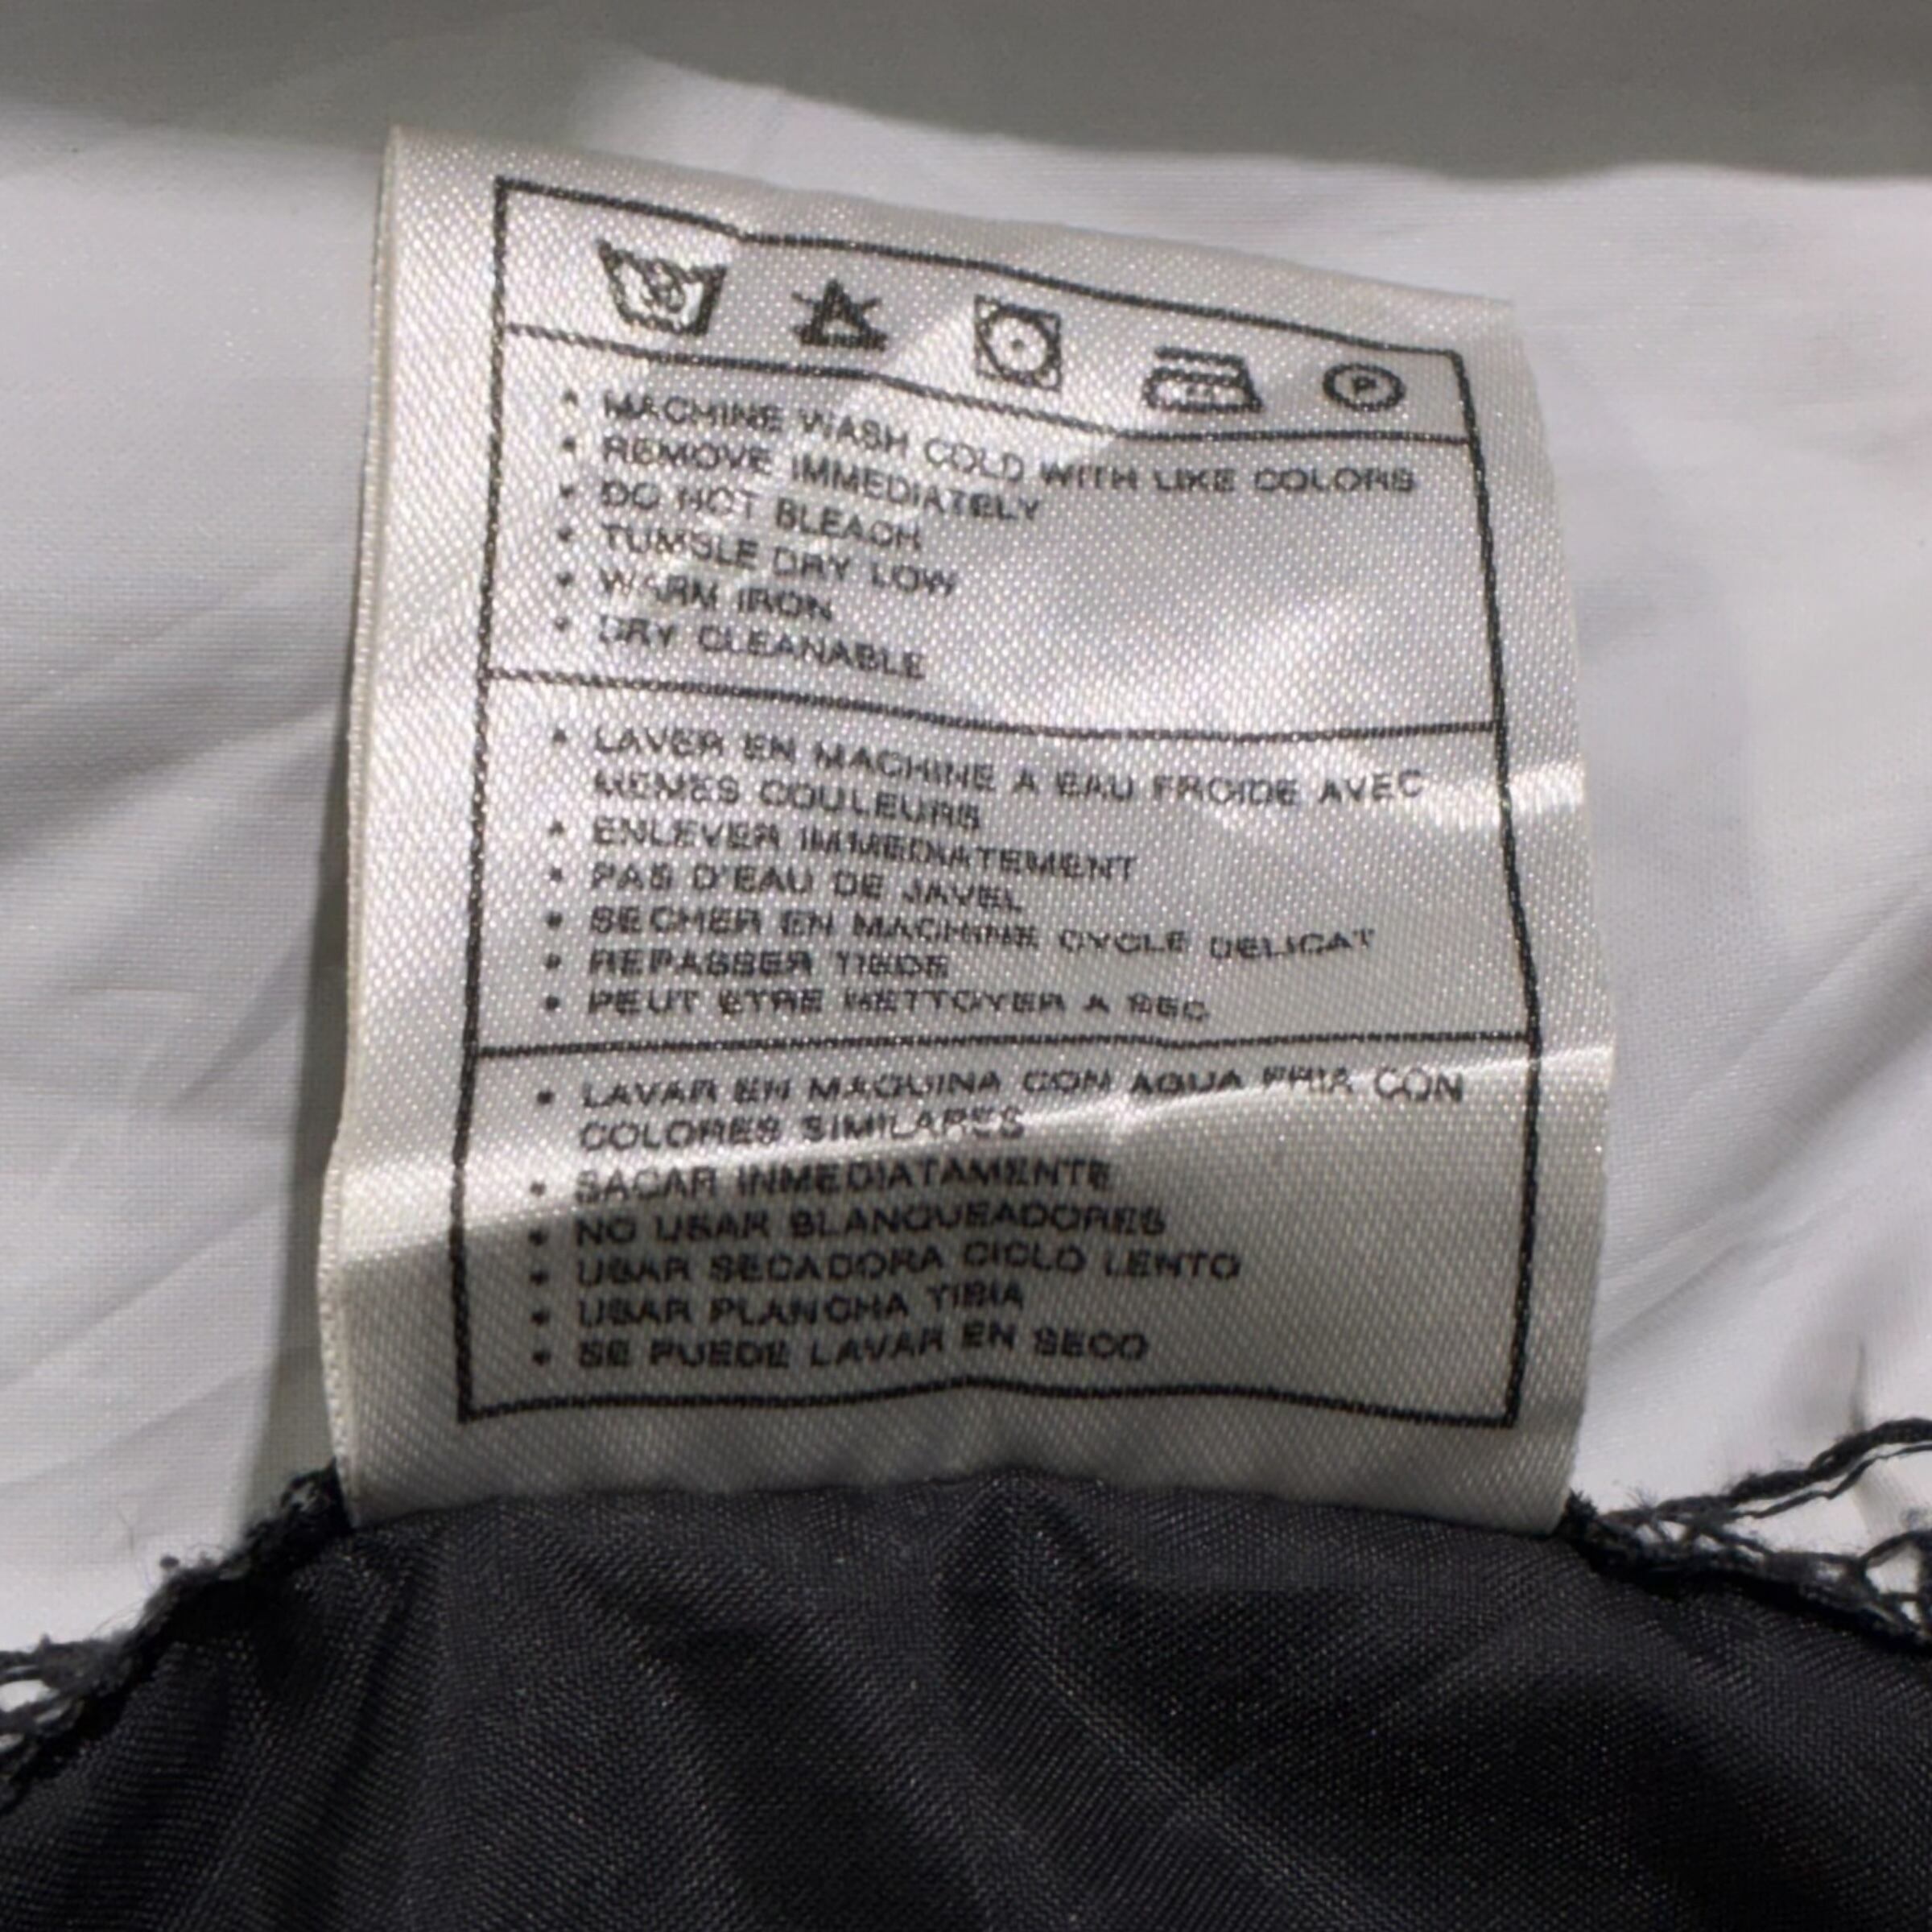 P
• MACHINE WASH COLD WITH LIKE COLORS
• REMOVE IMMEDIATELY
• DO NOT BLEACH
• TUMBLE DRY LOW
• WARM IRON
• DRY CLEANABLE
• LAVER EN MACHINE A EAU FROIDE AVEC
MEMES COULEURS
• ENLEVER IMMEDIATEMENT
• PAS D'EAU DE JAVEL
• SECHER EN MACHINE CYCLE DELICAT
• REPASSER TIEDE
• PEUT ETRE NETTOYER A SEC
• LAVAR EN MAQUINA CON AQUA FRIA CON
COLORES SIMILARES
• SACAR INMEDIATAMENTE
• NO USAR BLANQUEADORES
• USAR SECADORA CICLO LENTO
• USAR PLANCHA TIBIA
• SE PUEDE LAVAR EN SECO